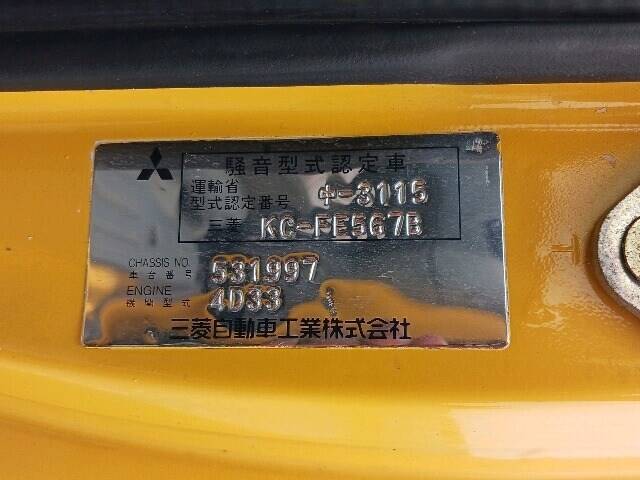 騒音型式認定車
運輸省
型式認定番号 中-3115
三菱 KC-FE567B
CHASSIS NO.
車台番号 531997
ENGINE
機関型式 4D33
三菱自動車工業株式会社